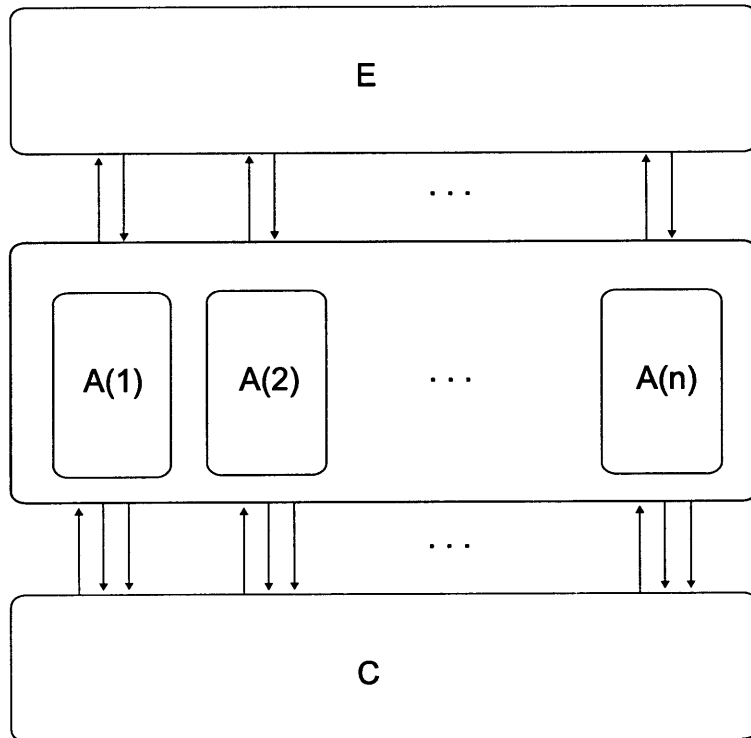 E
. . .
A(1) A(2) . . . A(n)
. . .
C